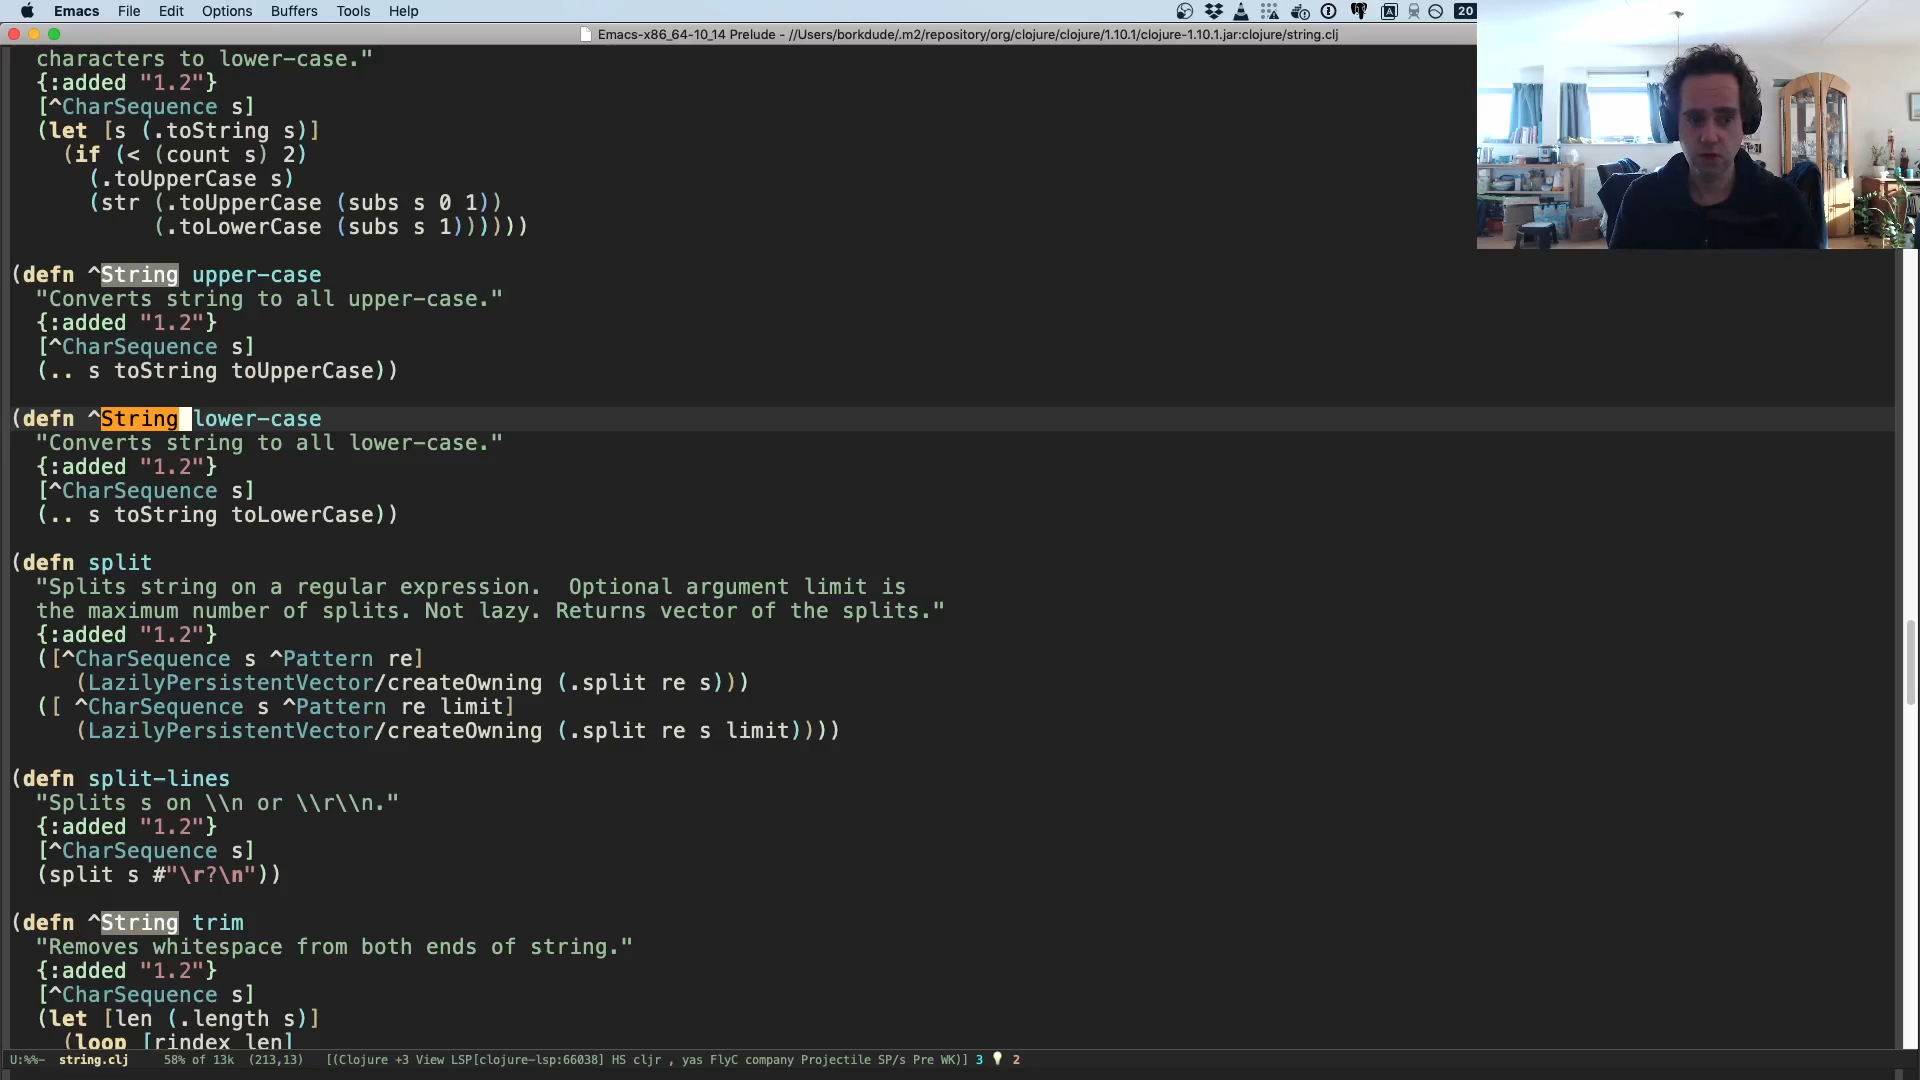 Emacs File Edit Options Buffers Tools Help 20
Emacs-x86_64-10_14 Prelude - //Users/borkdude/.m2/repository/org/clojure/clojure/1.10.1/clojure-1.10.1.jar:clojure/string.clj
characters to lower-case."
{:added "1.2"}
[^CharSequence s]
(let [s (.toString s)]
(if (< (count s) 2)
(.toUpperCase s)
(str (.toUpperCase (subs s 0 1))
(.toLowerCase (subs s 1))))))
(defn ^String upper-case
"Converts string to all upper-case."
{:added "1.2"}
[^CharSequence s]
(.. s toString toUpperCase))
(defn ^String lower-case
"Converts string to all lower-case."
{:added "1.2"}
[^CharSequence s]
(.. s toString toLowerCase))
(defn split
"Splits string on a regular expression.  Optional argument limit is
the maximum number of splits. Not lazy. Returns vector of the splits."
{:added "1.2"}
([^CharSequence s ^Pattern re]
(LazilyPersistentVector/createOwning (.split re s)))
([ ^CharSequence s ^Pattern re limit]
(LazilyPersistentVector/createOwning (.split re s limit))))
(defn split-lines
"Splits s on \\n or \\r\\n."
{:added "1.2"}
[^CharSequence s]
(split s #"\r?\n"))
(defn ^String trim
"Removes whitespace from both ends of string."
{:added "1.2"}
[^CharSequence s]
(let [len (.length s)]
(loop [rindex len]
U:%%- string.clj 58% of 13k (213,13) [(Clojure +3 View LSP[clojure-lsp:66038] HS cljr , yas FlyC company Projectile SP/s Pre WK)] 3 2